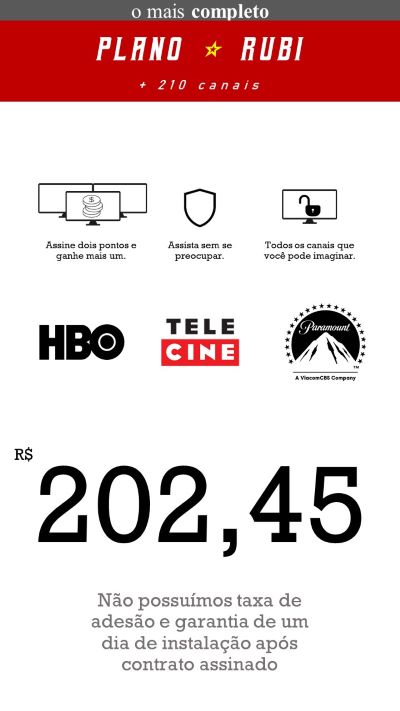 o mais completo
PLANO RUBI
+ 210 canais
Assine dois pontos e
ganhe mais um.
Assista sem se
preocupar.
Todos os canais que
você pode imaginar.
HBO
TELE
CINE
Paramount
A ViacomCBS Company
R$
202,45
Não possuímos taxa de
adesão e garantia de um
dia de instalação após
contrato assinado